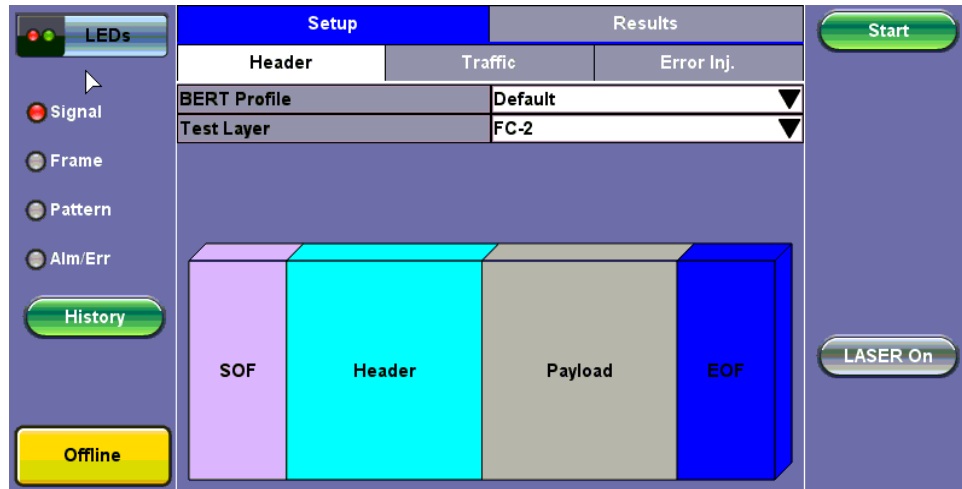 LEDs
Signal
Frame
Pattern
Alm/Err
History
Offline
Setup Results
Header Traffic Error Inj.
BERT Profile Default
Test Layer FC-2
SOF Header Payload EOF
Start
LASER On